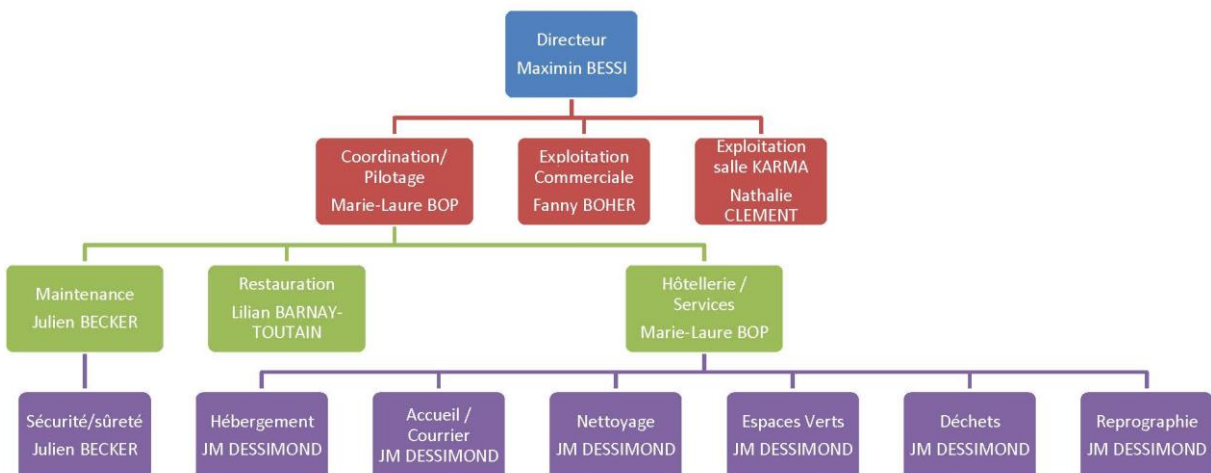 Directeur
Maximin BESSI
Coordination/
Pilotage
Marie-Laure BOP
Exploitation
Commerciale
Fanny BOHER
Exploitation
salle KARMA
Nathalie
CLEMENT
Maintenance
Julien BECKER
Restauration
Lilian BARNAY-
TOUTAIN
Hôtellerie /
Services
Marie-Laure BOP
Sécurité/sûreté
Julien BECKER
Hébergement
JM DESSIMOND
Accueil /
Courrier
JM DESSIMOND
Nettoyage
JM DESSIMOND
Espaces Verts
JM DESSIMOND
Déchets
JM DESSIMOND
Reprographie
JM DESSIMOND